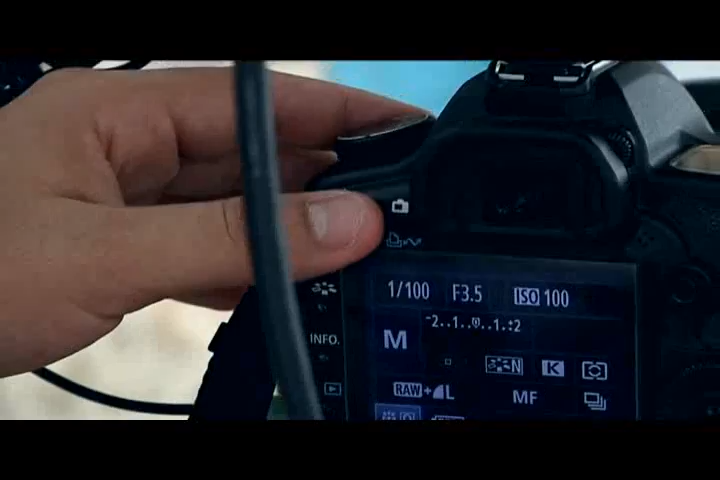 1/100 F3.5 ISO 100
M -2..1..0..1.:2
N K
INFO.
RAW+L MF